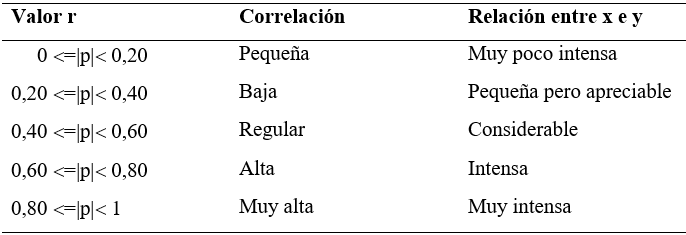 Valor r Correlación Relación entre x e y
0 <=|p|< 0,20 Pequeña Muy poco intensa
0,20 <=|p|< 0,40 Baja Pequeña pero apreciable
0,40 <=|p|< 0,60 Regular Considerable
0,60 <=|p|< 0,80 Alta Intensa
0,80 <=|p|< 1 Muy alta Muy intensa